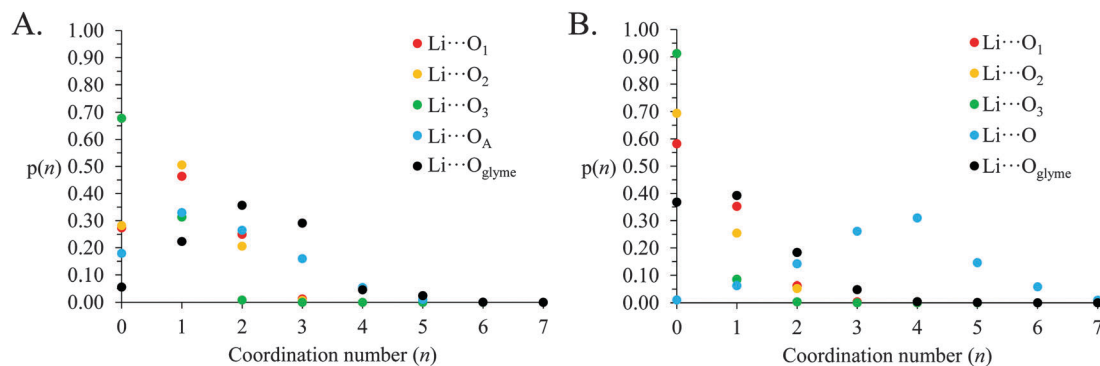 A.
1.00
0.90
0.80
0.70
0.60
p(n) 0.50
0.40
0.30
0.20
0.10
0.00
0 1 2 3 4 5 6 7
Coordination number (n)
Li···O₁
Li···O₂
Li···O₃
Li···O_A
Li···O_glyme
B.
1.00
0.90
0.80
0.70
0.60
p(n) 0.50
0.40
0.30
0.20
0.10
0.00
0 1 2 3 4 5 6 7
Coordination number (n)
Li···O₁
Li···O₂
Li···O₃
Li···O
Li···O_glyme